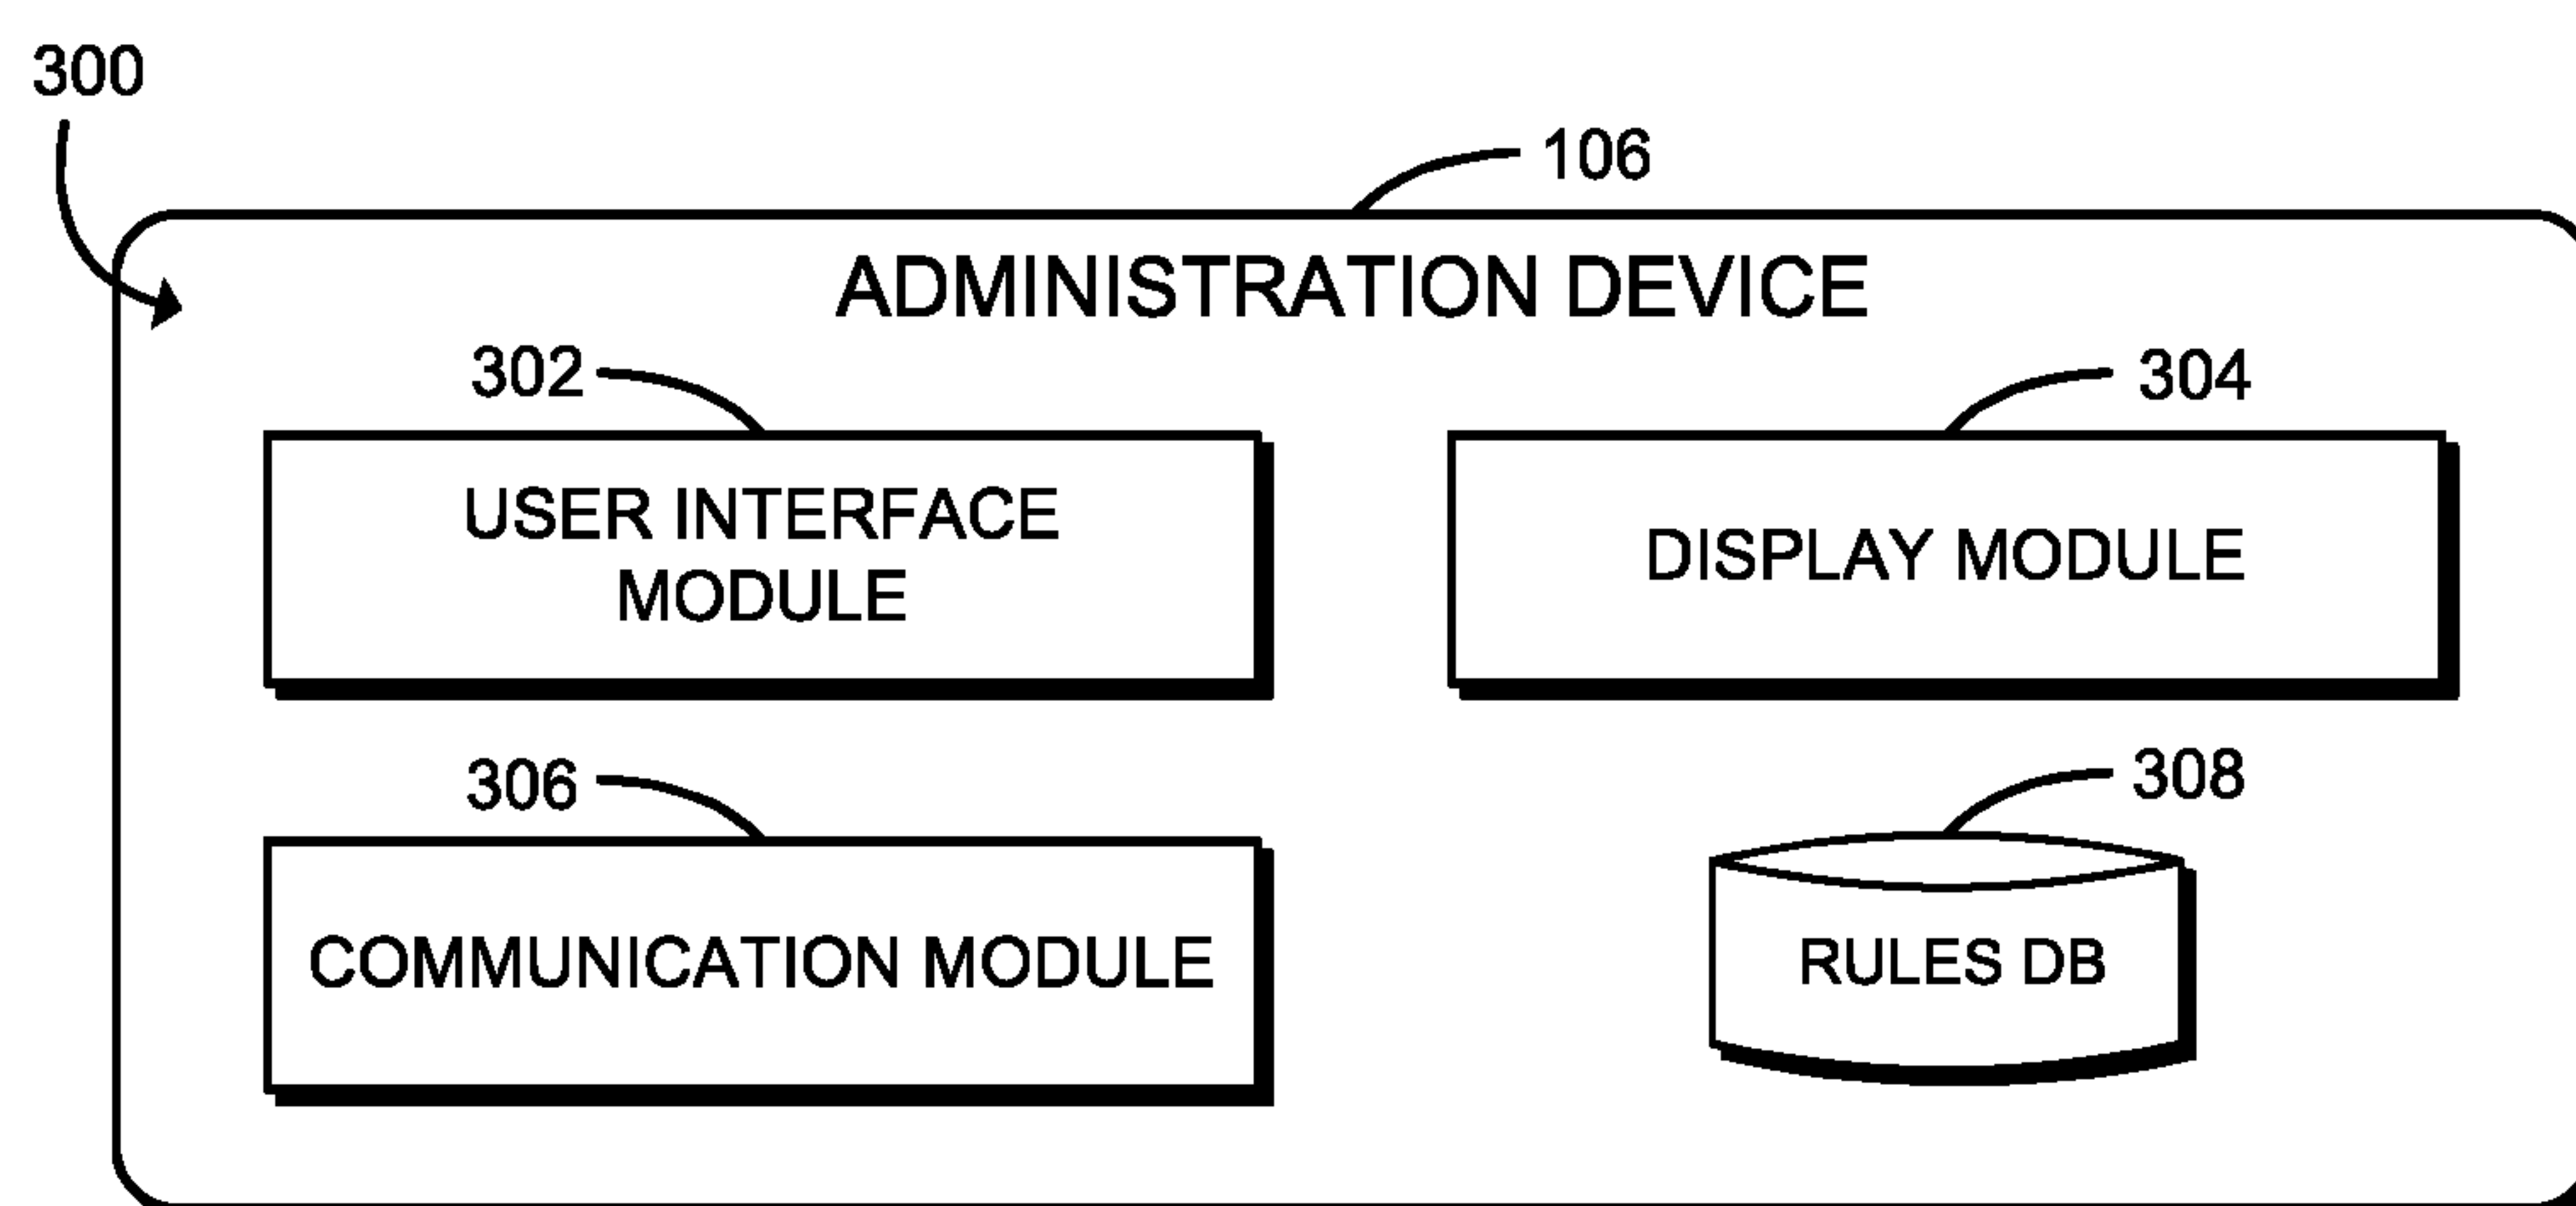 300
106
ADMINISTRATION DEVICE
302
304
USER INTERFACE
MODULE
DISPLAY MODULE
306
308
COMMUNICATION MODULE
RULES DB